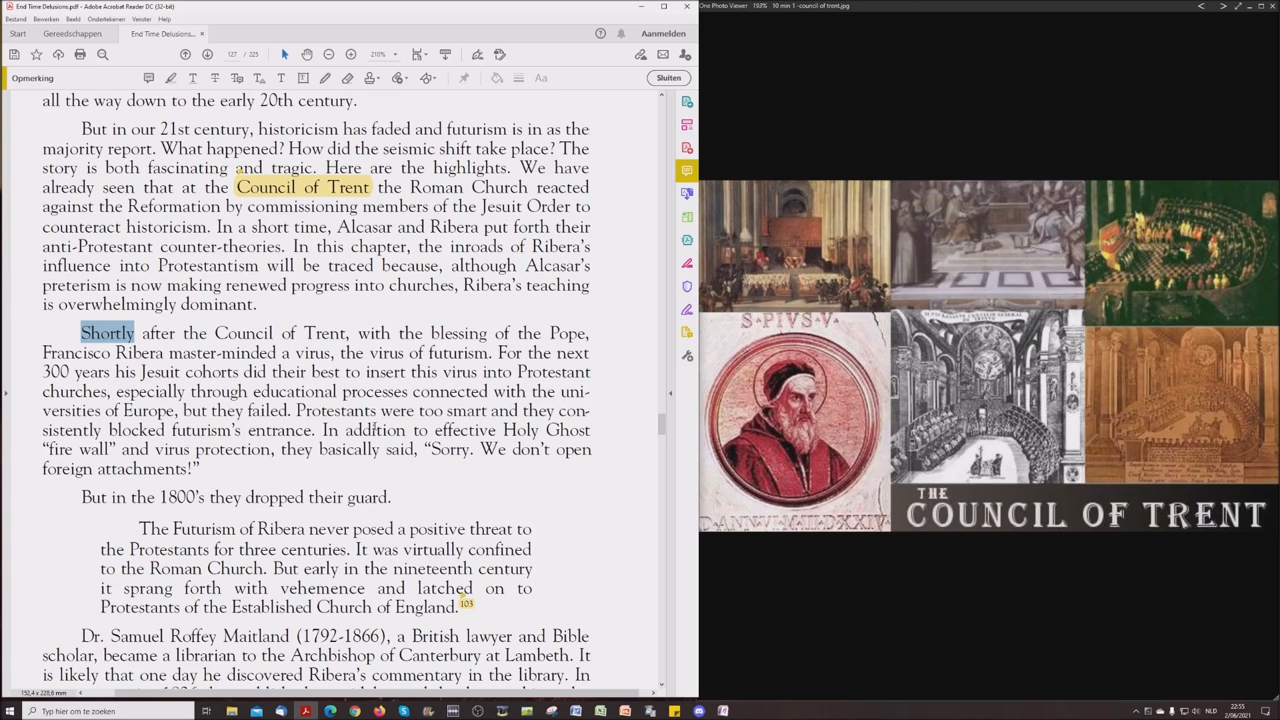 End Time Delusions.pdf - Adobe Acrobat Reader DC (32-bit)
Bestand Bewerken Beeld Ondertekenen Venster Help
Start Gereedschappen End Time Delusions... × Aanmelden
127 / 225 210%
Opmerking Sluiten
all the way down to the early 20th century.
But in our 21st century, historicism has faded and futurism is in as the
majority report. What happened? How did the seismic shift take place? The
story is both fascinating and tragic. Here are the highlights. We have
already seen that at the Council of Trent the Roman Church reacted
against the Reformation by commissioning members of the Jesuit Order to
counteract historicism. In a short time, Alcasar and Ribera put forth their
anti-Protestant counter-theories. In this chapter, the inroads of Ribera's
influence into Protestantism will be traced because, although Alcasar's
preterism is now making renewed progress into churches, Ribera's teaching
is overwhelmingly dominant.
Shortly after the Council of Trent, with the blessing of the Pope,
Francisco Ribera master-minded a virus, the virus of futurism. For the next
300 years his Jesuit cohorts did their best to insert this virus into Protestant
churches, especially through educational processes connected with the uni-
versities of Europe, but they failed. Protestants were too smart and they con-
sistently blocked futurism's entrance. In addition to effective Holy Ghost
"fire wall" and virus protection, they basically said, "Sorry. We don't open
foreign attachments!"
But in the 1800's they dropped their guard.
The Futurism of Ribera never posed a positive threat to
the Protestants for three centuries. It was virtually confined
to the Roman Church. But early in the nineteenth century
it sprang forth with vehemence and latched on to
Protestants of the Established Church of England.103
Dr. Samuel Roffey Maitland (1792-1866), a British lawyer and Bible
scholar, became a librarian to the Archbishop of Canterbury at Lambeth. It
is likely that one day he discovered Ribera's commentary in the library. In
152,4 x 228,6 mm
One Photo Viewer 193% 10 min 1 -council of trent.jpg
S·PIVS·V·
THE
COUNCIL OF TRENT
Typ hier om te zoeken
NLD
22:55
2/06/2021